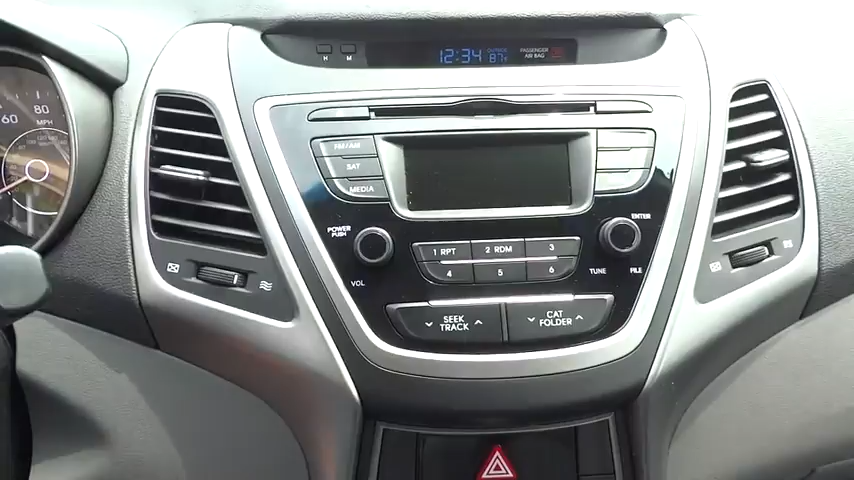 12:34
OUTSIDE
87°
PASSENGER
AIR BAG
H
M
80
MPH
60
FM/AM
SAT
MEDIA
POWER
PUSH
VOL
ENTER
TUNE
FILE
1 RPT
2 RDM
3
4
5
6
SEEK
TRACK
CAT
FOLDER